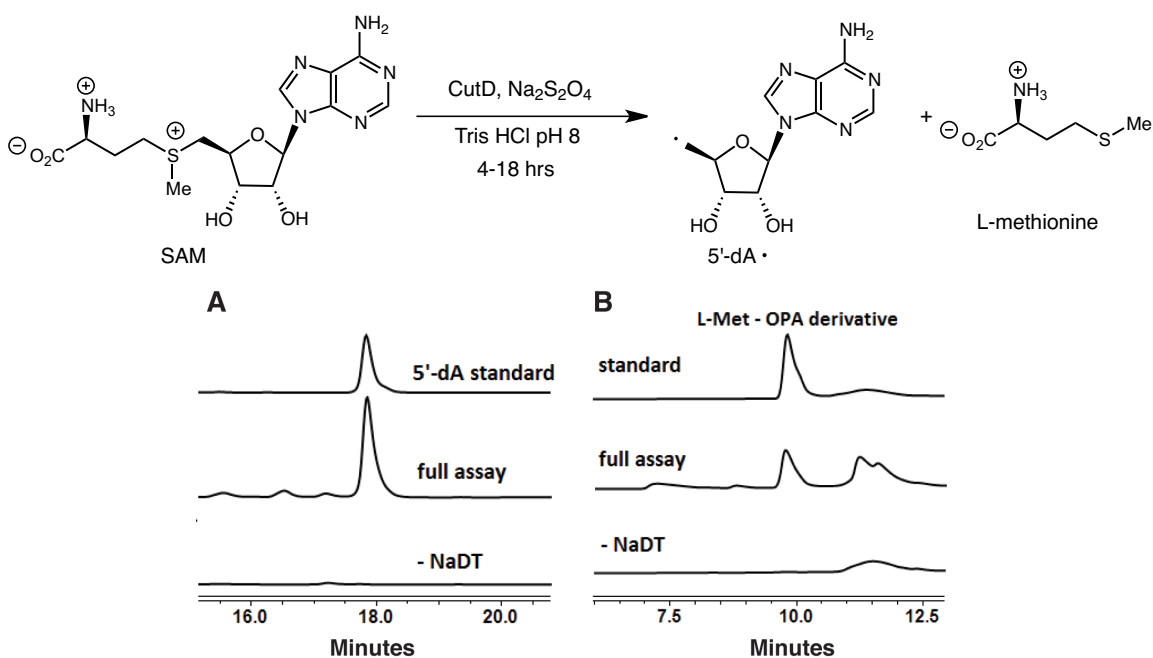 NH2
N
N
N
N
⊕
NH3
⊖ O2C
⊕
S
Me
O
HO
OH
SAM
CutD, Na2S2O4
Tris HCl pH 8
4-18 hrs
NH2
N
N
N
N
·
O
HO
OH
5'-dA •
+
⊕
NH3
⊖ O2C
S
Me
L-methionine
A
5'-dA standard
full assay
- NaDT
16.0 18.0 20.0
Minutes
B
L-Met - OPA derivative
standard
full assay
- NaDT
7.5 10.0 12.5
Minutes